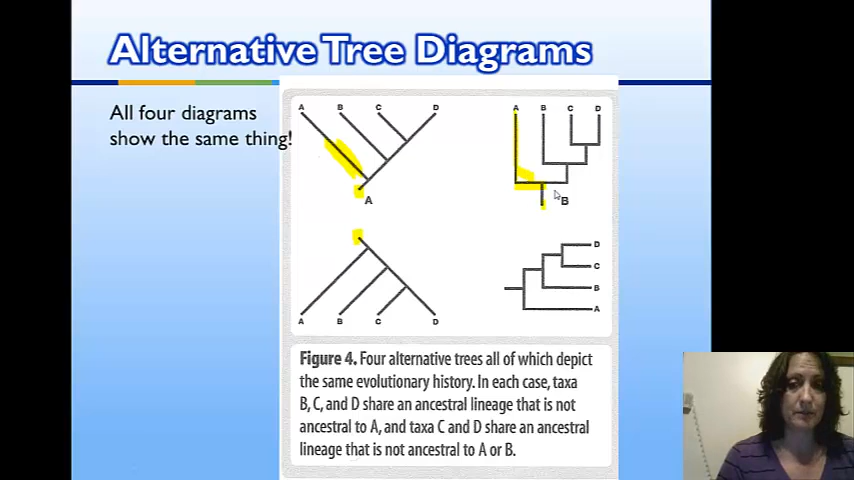 Alternative Tree Diagrams
All four diagrams
show the same thing!
A B C D
A
A B C D
B
A B C D
D
C
B
A
Figure 4. Four alternative trees all of which depict
the same evolutionary history. In each case, taxa
B, C, and D share an ancestral lineage that is not
ancestral to A, and taxa C and D share an ancestral
lineage that is not ancestral to A or B.